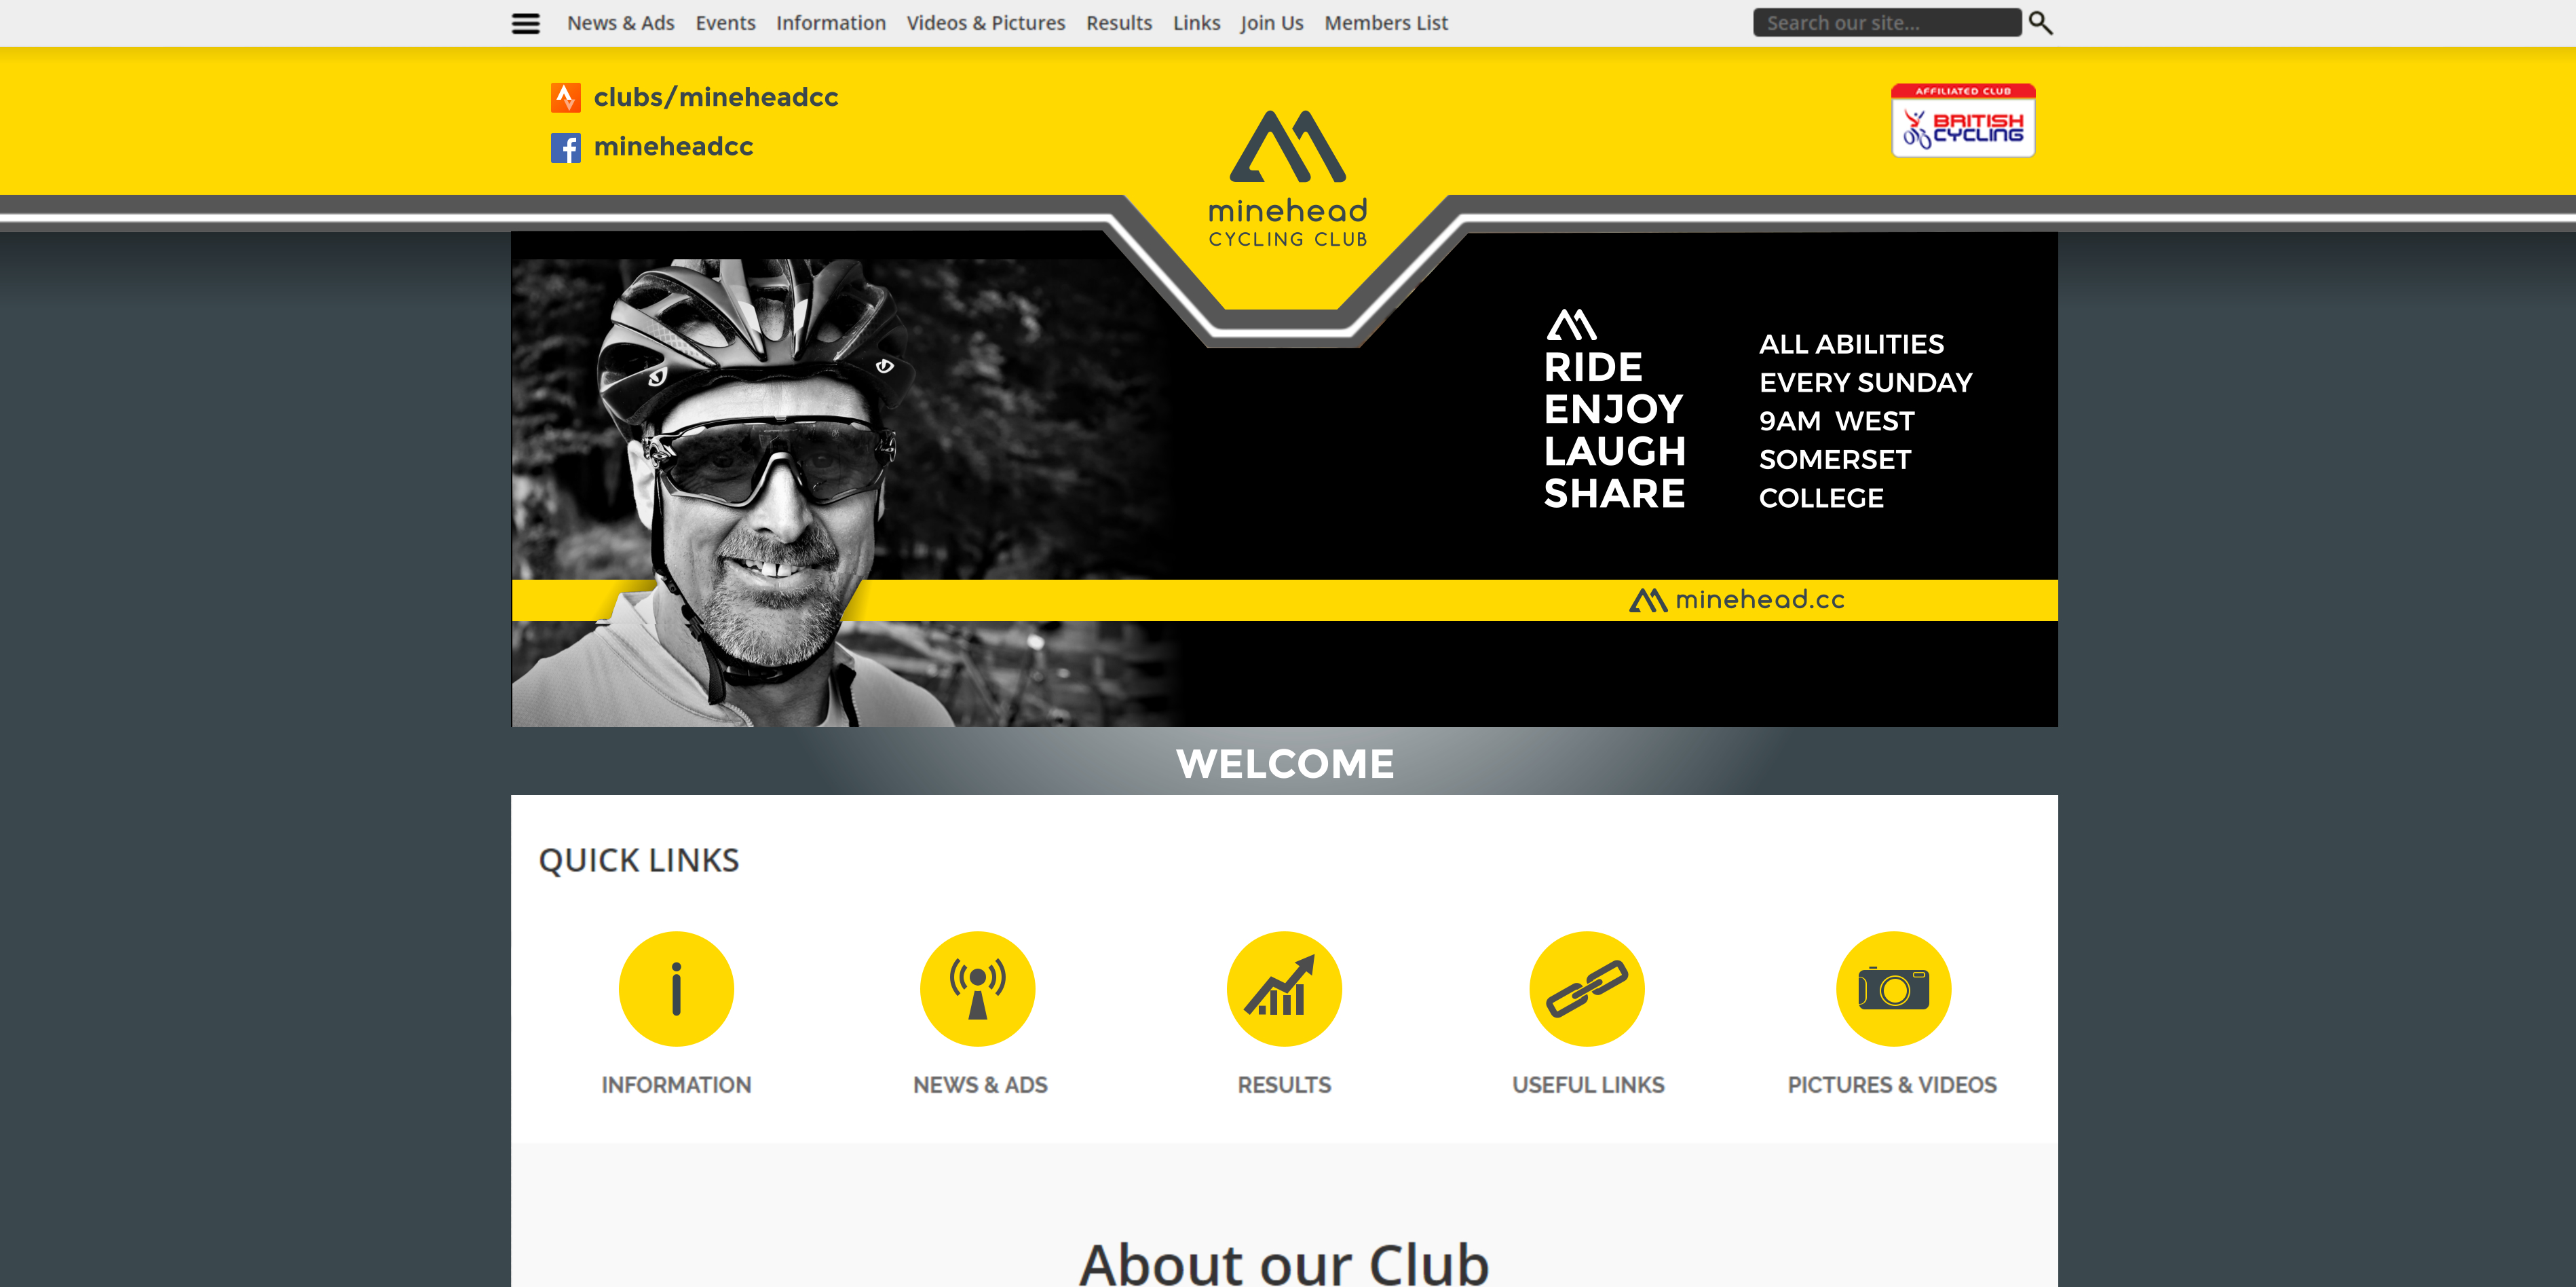 News & Ads Events Information Videos & Pictures Results Links Join Us Members List Search our site...
clubs/mineheadcc
mineheadcc
minehead
CYCLING CLUB
AFFILIATED CLUB
BRITISH
CYCLING
RIDE
ENJOY
LAUGH
SHARE
ALL ABILITIES
EVERY SUNDAY
9AM WEST
SOMERSET
COLLEGE
minehead.cc
WELCOME
QUICK LINKS
INFORMATION NEWS & ADS RESULTS USEFUL LINKS PICTURES & VIDEOS
About our Club